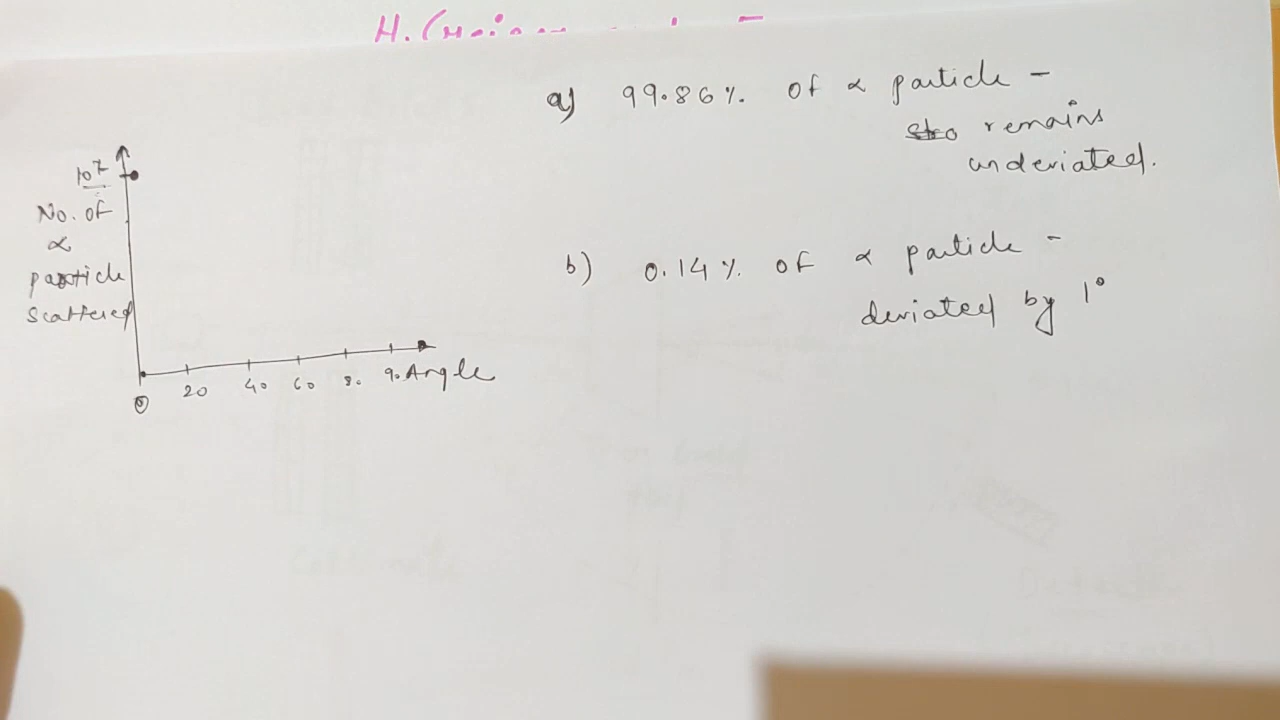 a) 99.86% of α particle -
remains
undeviated.
10⁷
No. of
α
particle
Scattered
b) 0.14% of α particle -
deviated by 1°
0 20 40 60 80 90 Angle